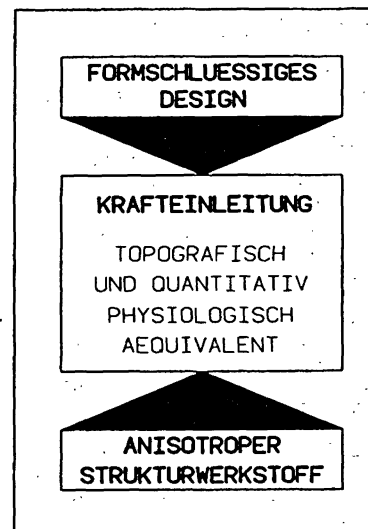 FORMSCHLUESSIGES
DESIGN
KRAFTEINLEITUNG
TOPOGRAFISCH
UND QUANTITATIV
PHYSIOLOGISCH
AEQUIVALENT
ANISOTROPER
STRUKTURWERKSTOFF